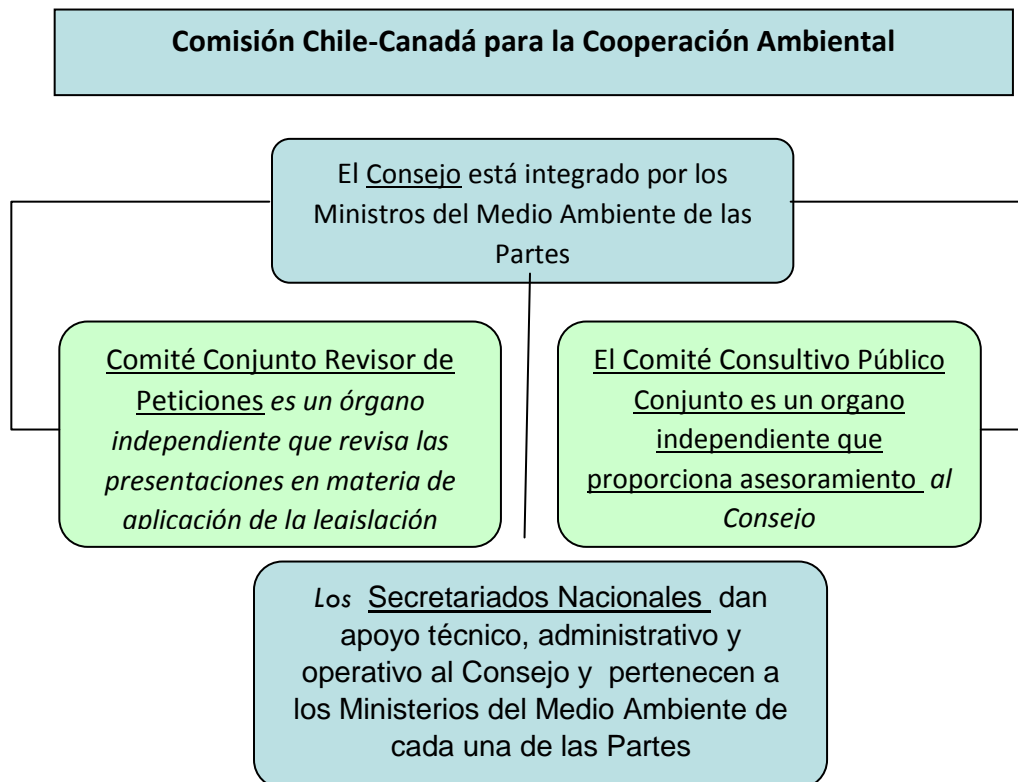 Comisión Chile-Canadá para la Cooperación Ambiental
El Consejo está integrado por los
Ministros del Medio Ambiente de las
Partes
Comité Conjunto Revisor de
Peticiones es un órgano
independiente que revisa las
presentaciones en materia de
aplicación de la legislación
El Comité Consultivo Público
Conjunto es un organo
independiente que
proporciona asesoramiento al
Consejo
Los Secretariados Nacionales dan
apoyo técnico, administrativo y
operativo al Consejo y pertenecen a
los Ministerios del Medio Ambiente de
cada una de las Partes